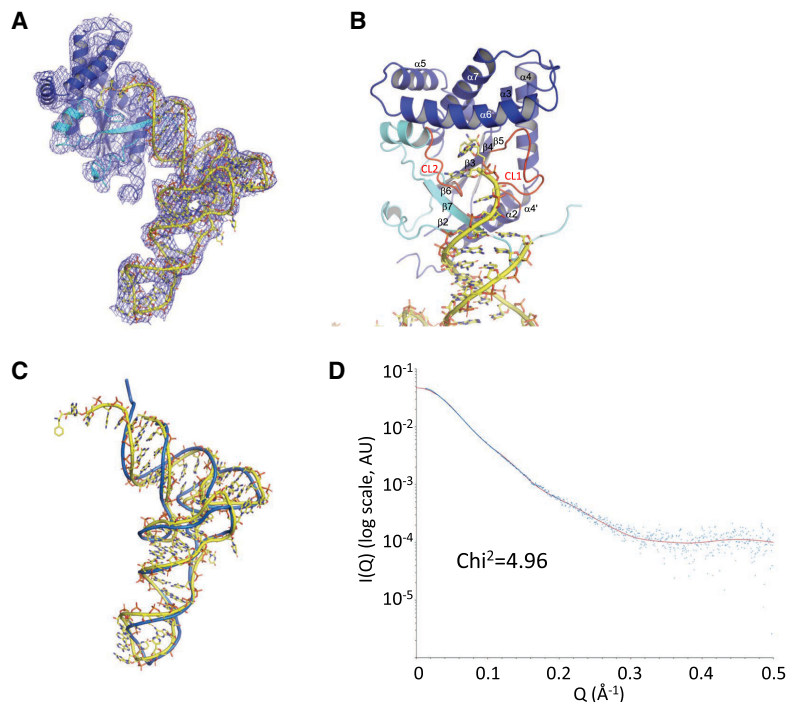 A
B
α5
α7
α4
α3
α6
β5
β4
β3
CL2
CL1
β6
β7
α2
α4'
β2
C
D
10⁻¹
10⁻²
10⁻³
10⁻⁴
10⁻⁵
I(Q) (log scale, AU)
Chi²=4.96
0 0.1 0.2 0.3 0.4 0.5
Q (Å⁻¹)